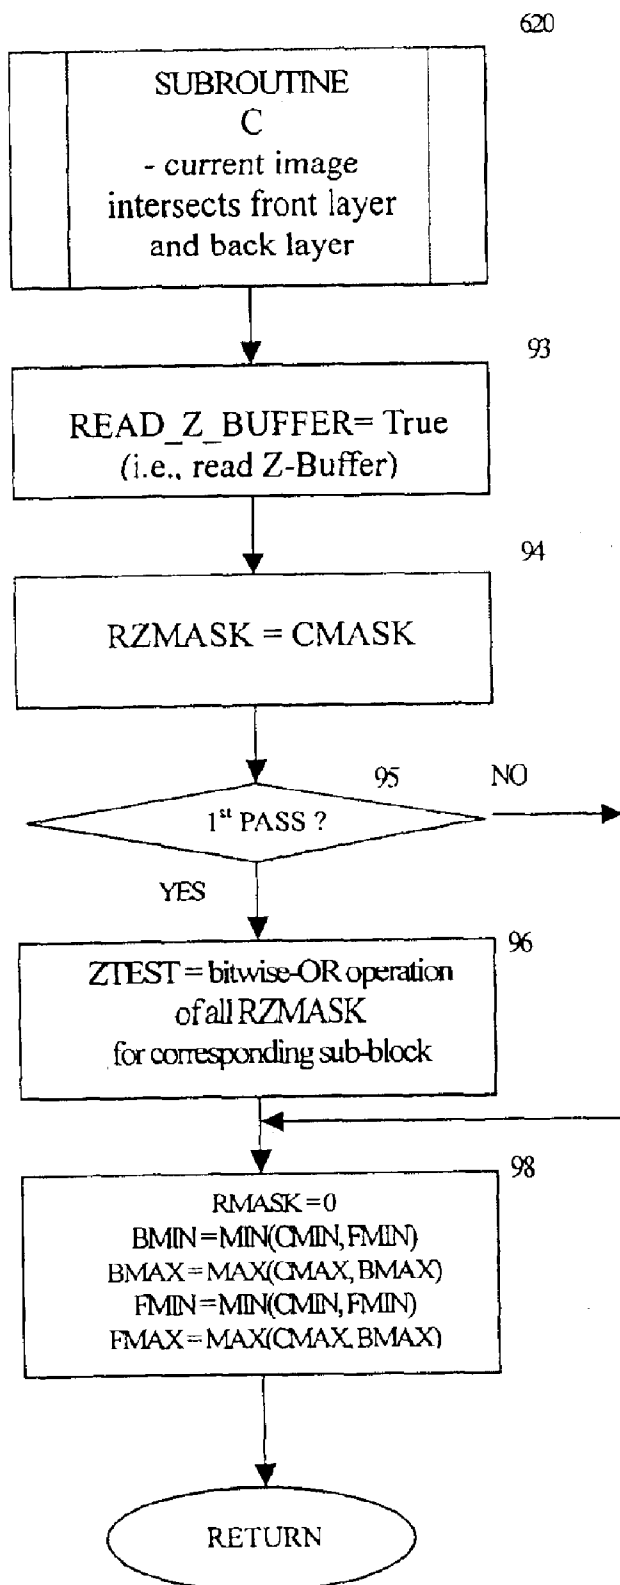 620
SUBROUTINE
C
- current image
intersects front layer
and back layer
93
READ_Z_BUFFER= True
(i.e., read Z-Buffer)
94
RZMASK = CMASK
95
NO
1st PASS ?
YES
96
ZTEST = bitwise-OR operation
of all RZMASK
for corresponding sub-block
98
RMASK = 0
BMIN = MIN(CMIN, FMIN)
BMAX = MAX(CMAX, BMAX)
FMIN = MIN(CMIN, FMIN)
FMAX = MAX(CMAX, BMAX)
RETURN